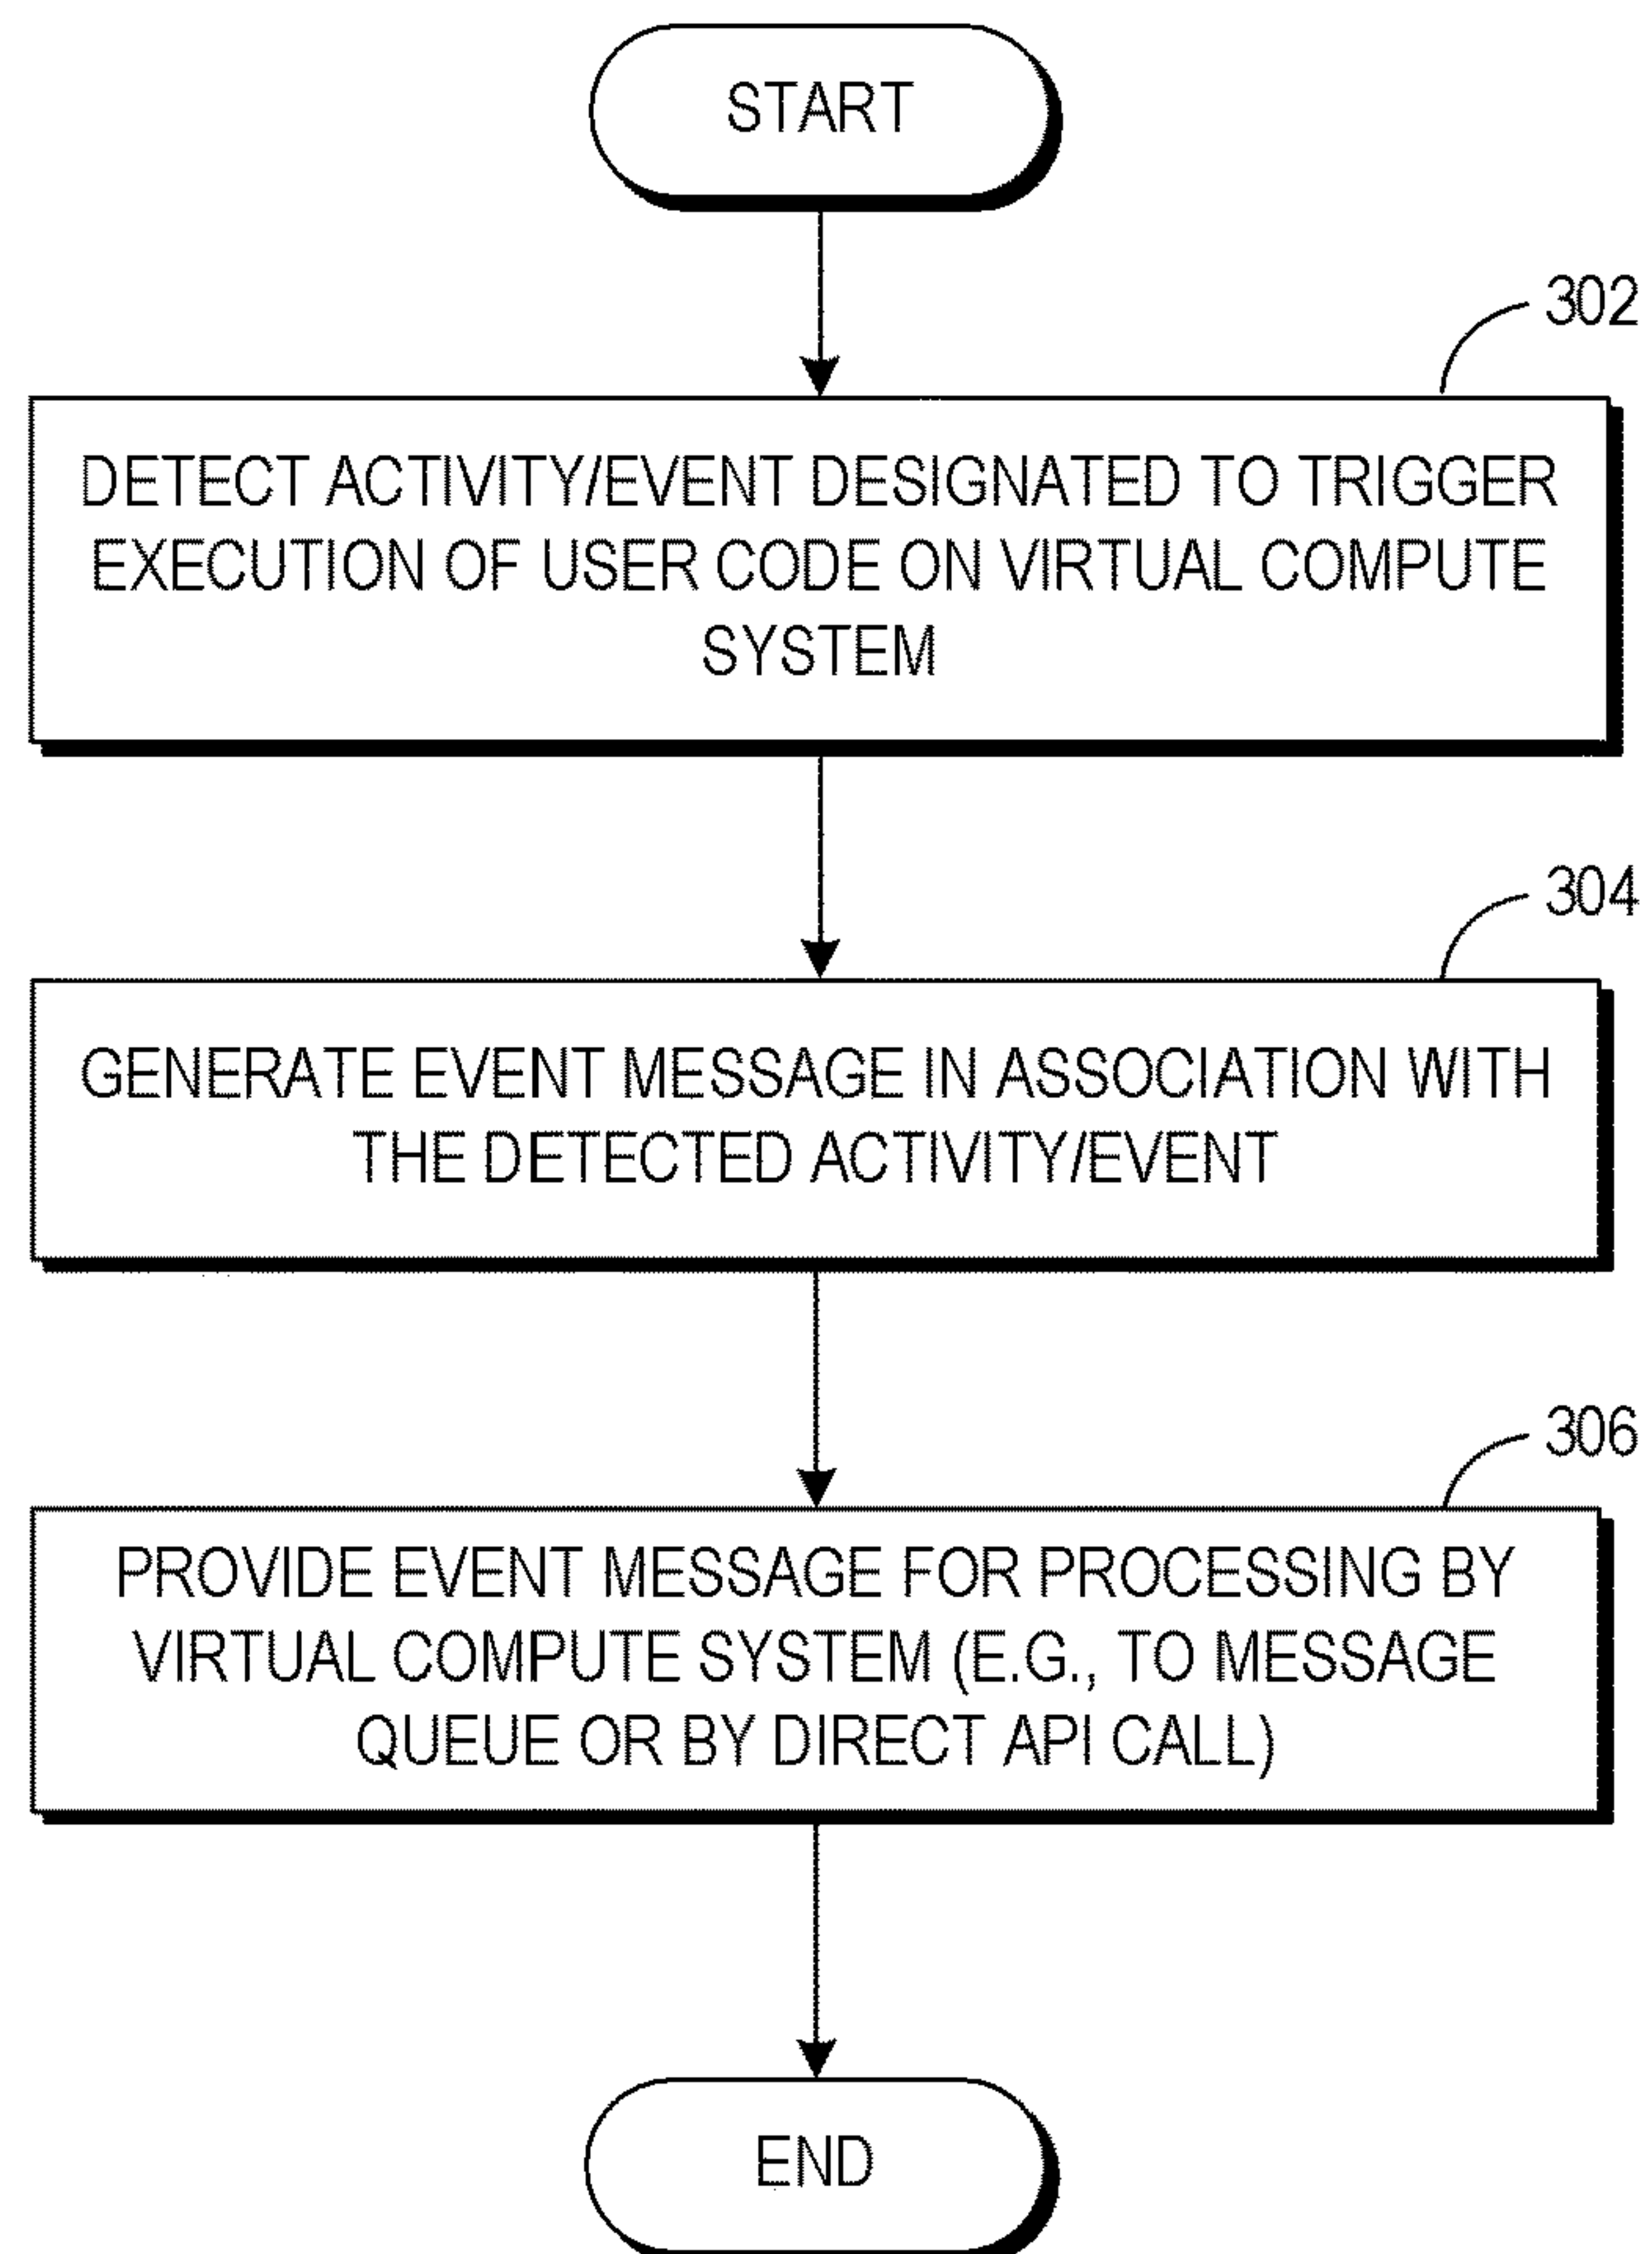 START
302
DETECT ACTIVITY/EVENT DESIGNATED TO TRIGGER
EXECUTION OF USER CODE ON VIRTUAL COMPUTE
SYSTEM
304
GENERATE EVENT MESSAGE IN ASSOCIATION WITH
THE DETECTED ACTIVITY/EVENT
306
PROVIDE EVENT MESSAGE FOR PROCESSING BY
VIRTUAL COMPUTE SYSTEM (E.G., TO MESSAGE
QUEUE OR BY DIRECT API CALL)
END